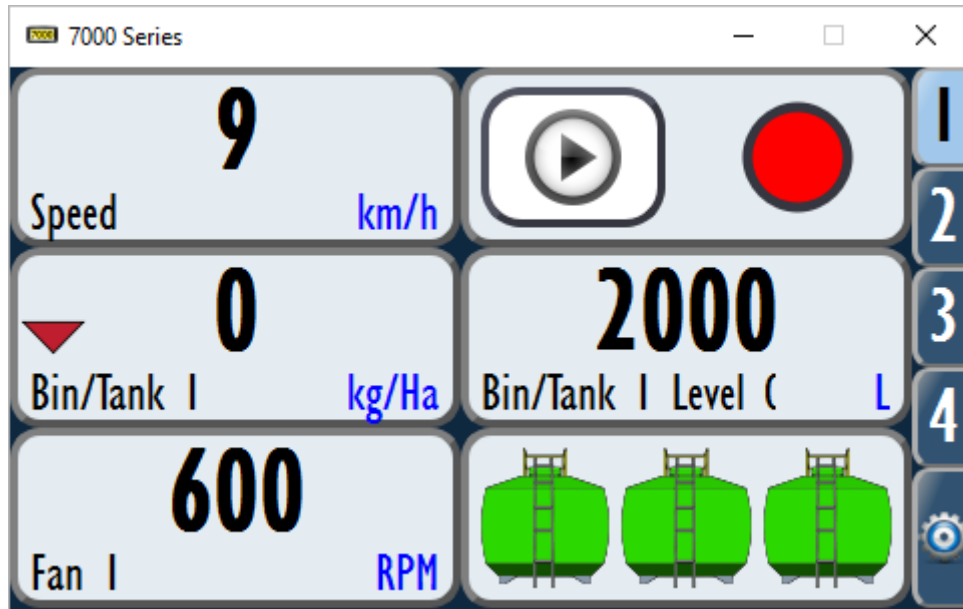 7000 Series
9
Speed km/h
1
2
0
Bin/Tank 1 kg/Ha
2000
Bin/Tank 1 Level ( L
3
4
600
Fan 1 RPM